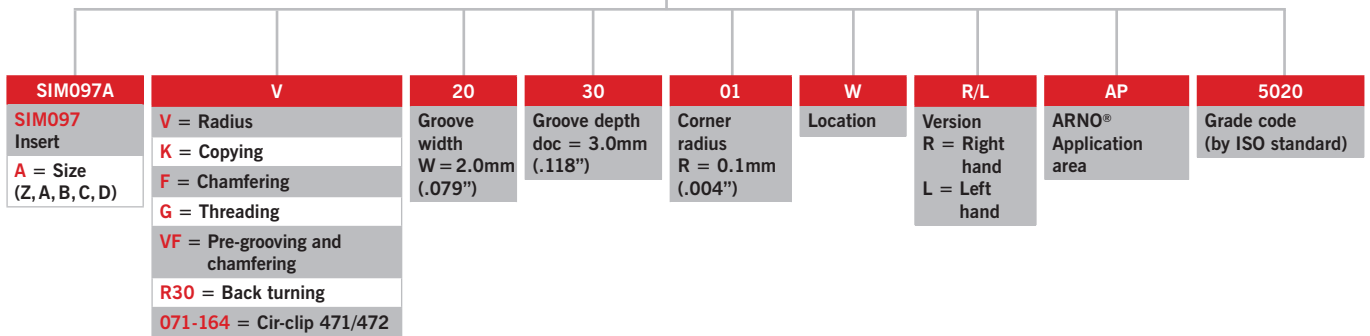 SIM097A
SIM097
Insert
A = Size
(Z, A, B, C, D)
V
V = Radius
K = Copying
F = Chamfering
G = Threading
VF = Pre-grooving and
chamfering
R30 = Back turning
071-164 = Cir-clip 471/472
20
Groove
width
W = 2.0mm
(.079”)
30
Groove depth
doc = 3.0mm
(.118”)
01
Corner
radius
R = 0.1mm
(.004”)
W
Location
R/L
Version
R = Right
hand
L = Left
hand
AP
ARNO®
Application
area
5020
Grade code
(by ISO standard)